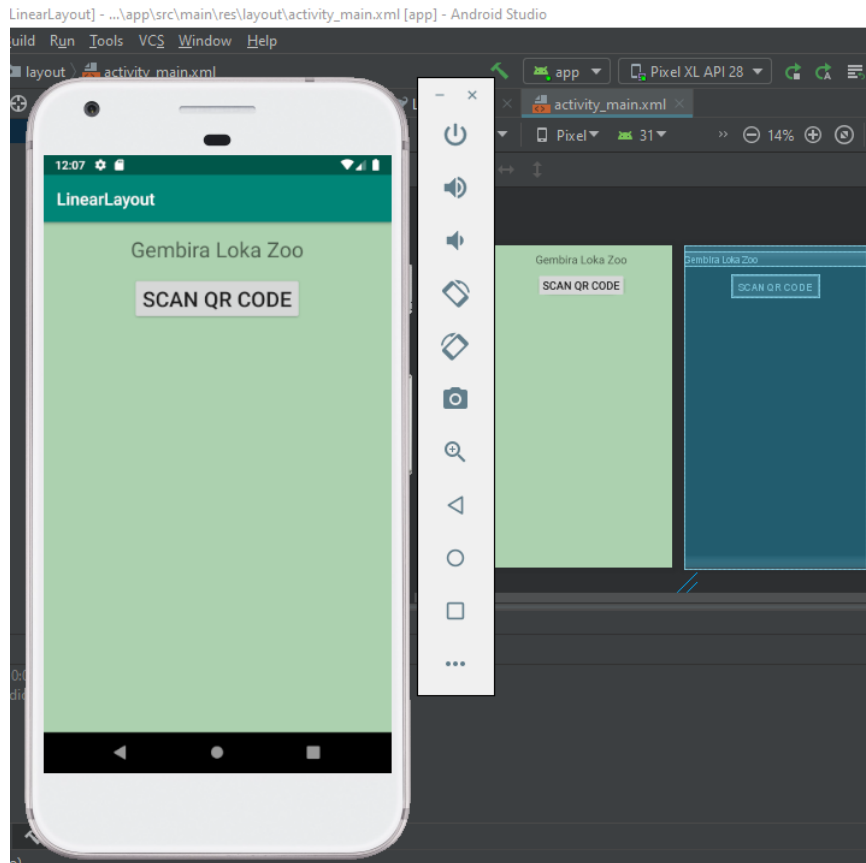 LinearLayout] - ...\app\src\main\res\layout\activity_main.xml [app] - Android Studio
uild Run Tools VCS Window Help
layout activity_main.xml
app Pixel XL API 28
activity_main.xml
Pixel 31 » 14%
12:07
LinearLayout
Gembira Loka Zoo
SCAN QR CODE
Gembira Loka Zoo
SCAN QR CODE
Gembira Loka Zoo
SCAN QR CODE